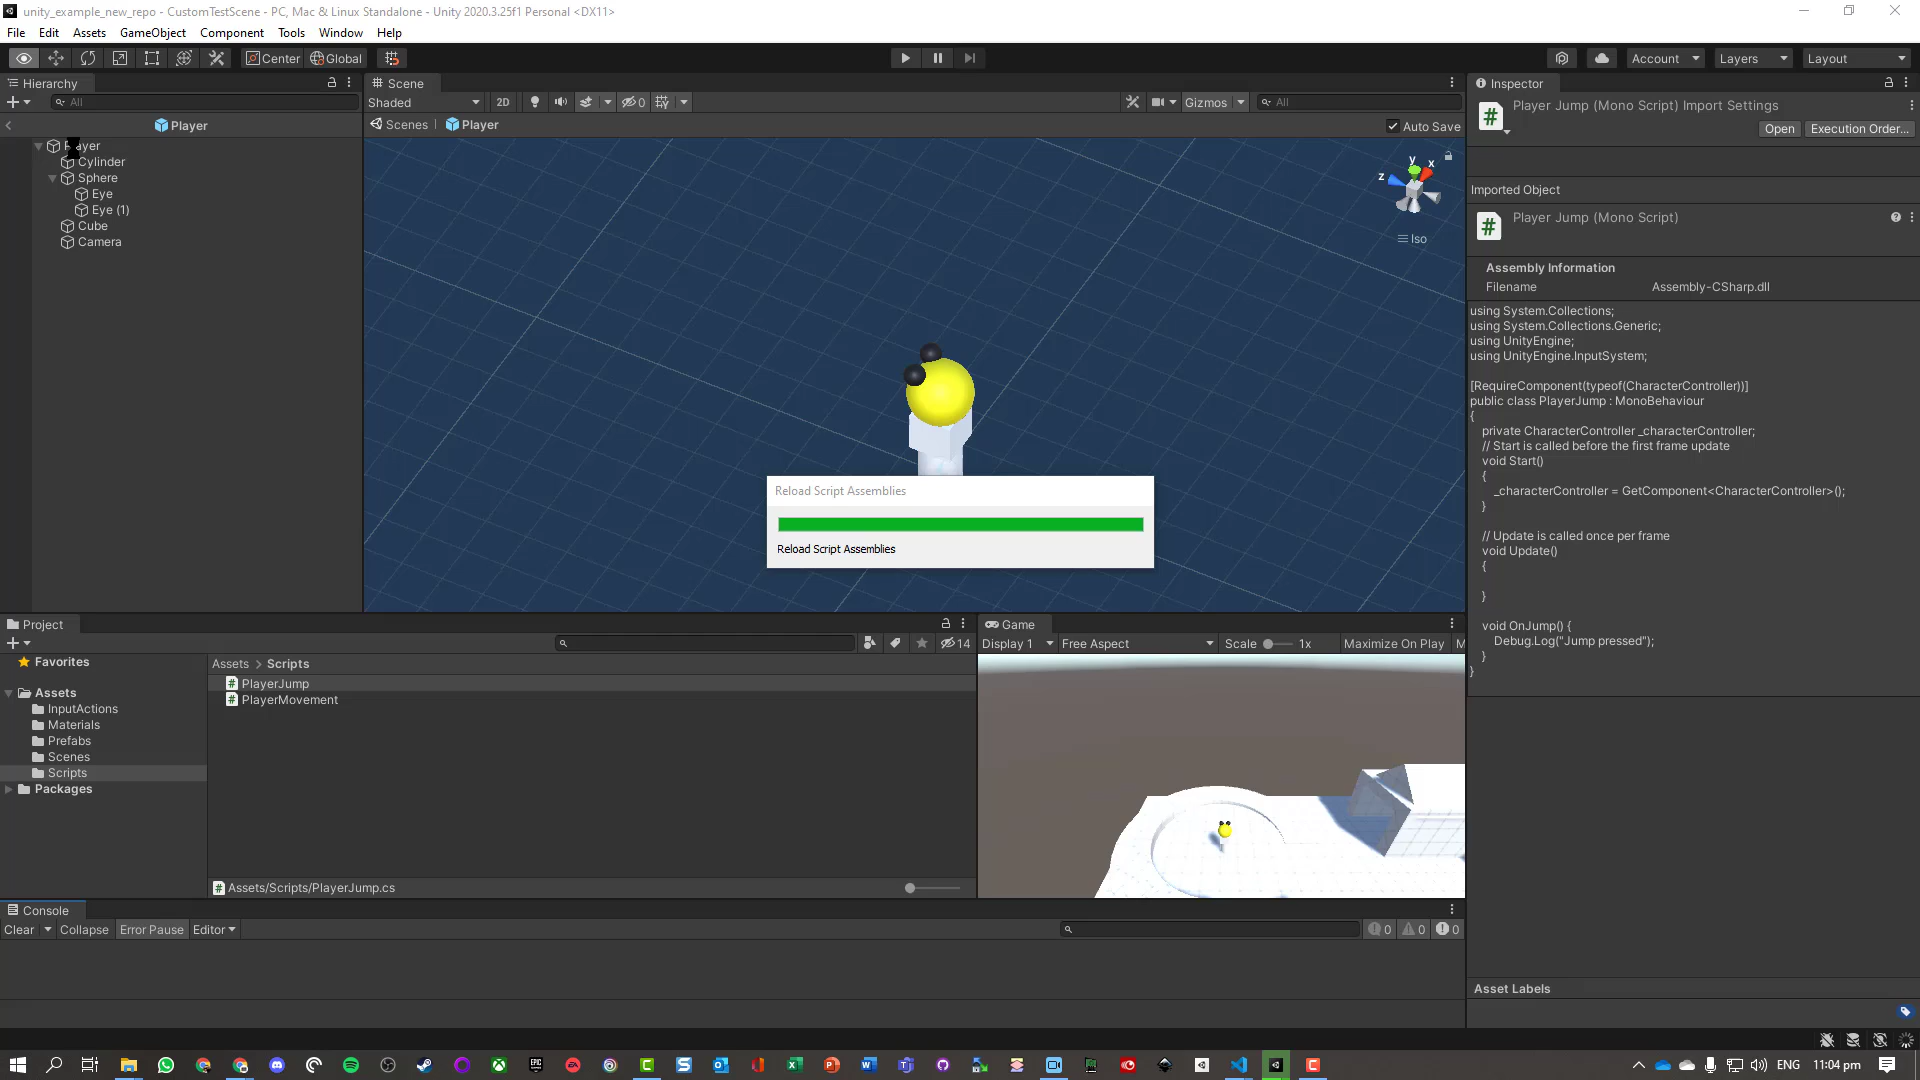 unity_example_new_repo - CustomTestScene - PC, Mac & Linux Standalone - Unity 2020.3.25f1 Personal <DX11>
File Edit Assets GameObject Component Tools Window Help
Center Global
Account Layers Layout
Hierarchy
All
Player
Player
Cylinder
Sphere
Eye
Eye (1)
Cube
Camera
Scene
Shaded 2D 0 Gizmos All
Scenes Player Auto Save
y
x
z
Iso
Reload Script Assemblies
Reload Script Assemblies
Inspector
Player Jump (Mono Script) Import Settings
Open Execution Order...
Imported Object
Player Jump (Mono Script)
Assembly Information
Filename Assembly-CSharp.dll
using System.Collections;
using System.Collections.Generic;
using UnityEngine;
using UnityEngine.InputSystem;
[RequireComponent(typeof(CharacterController))]
public class PlayerJump : MonoBehaviour
{
private CharacterController _characterController;
// Start is called before the first frame update
void Start()
{
_characterController = GetComponent<CharacterController>();
}
// Update is called once per frame
void Update()
{
}
void OnJump() {
Debug.Log("Jump pressed");
}
}
Asset Labels
Project
14
Favorites
Assets
InputActions
Materials
Prefabs
Scenes
Scripts
Packages
Assets > Scripts
PlayerJump
PlayerMovement
Assets/Scripts/PlayerJump.cs
Game
Display 1 Free Aspect Scale 1x Maximize On Play M
Console
Clear Collapse Error Pause Editor 0 0 0
ENG 11:04 pm